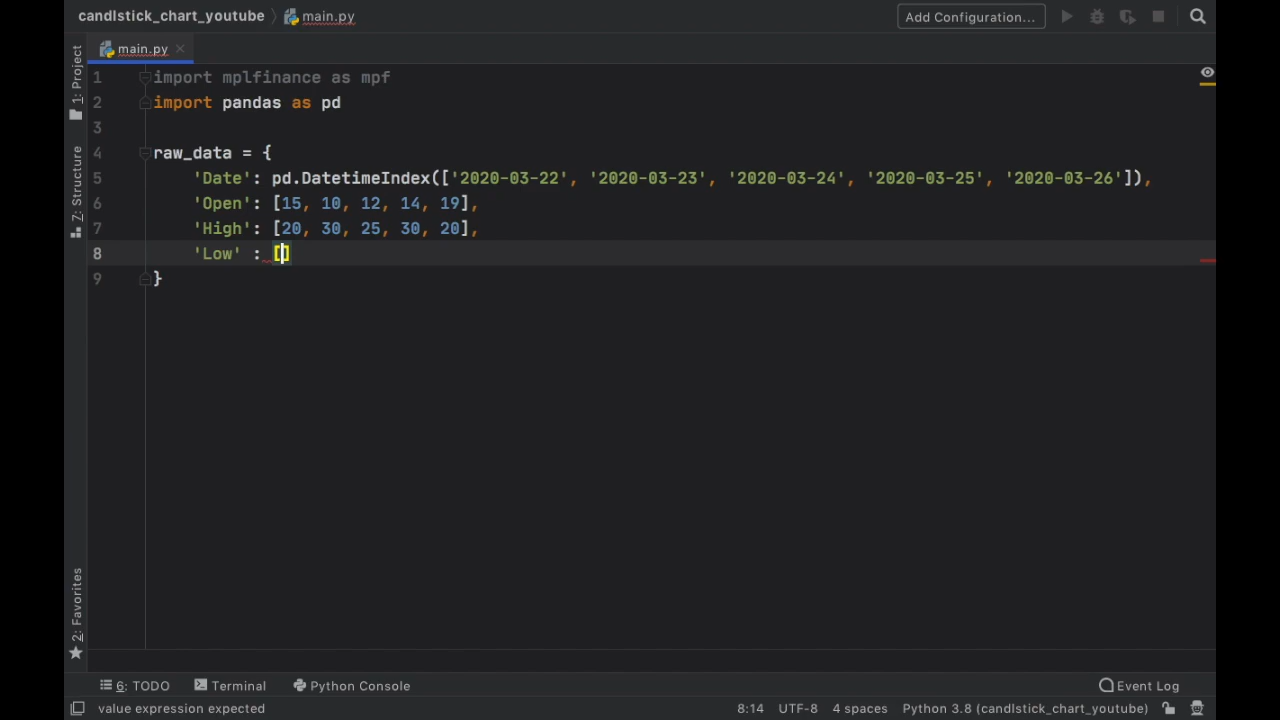 candlstick_chart_youtube main.py Add Configuration...
main.py
1: Project
7: Structure
2: Favorites
1 import mplfinance as mpf
2 import pandas as pd
3
4 raw_data = {
5 'Date': pd.DatetimeIndex(['2020-03-22', '2020-03-23', '2020-03-24', '2020-03-25', '2020-03-26']),
6 'Open': [15, 10, 12, 14, 19],
7 'High': [20, 30, 25, 30, 20],
8 'Low' : []
9 }
6: TODO Terminal Python Console Event Log
value expression expected 8:14 UTF-8 4 spaces Python 3.8 (candlstick_chart_youtube)